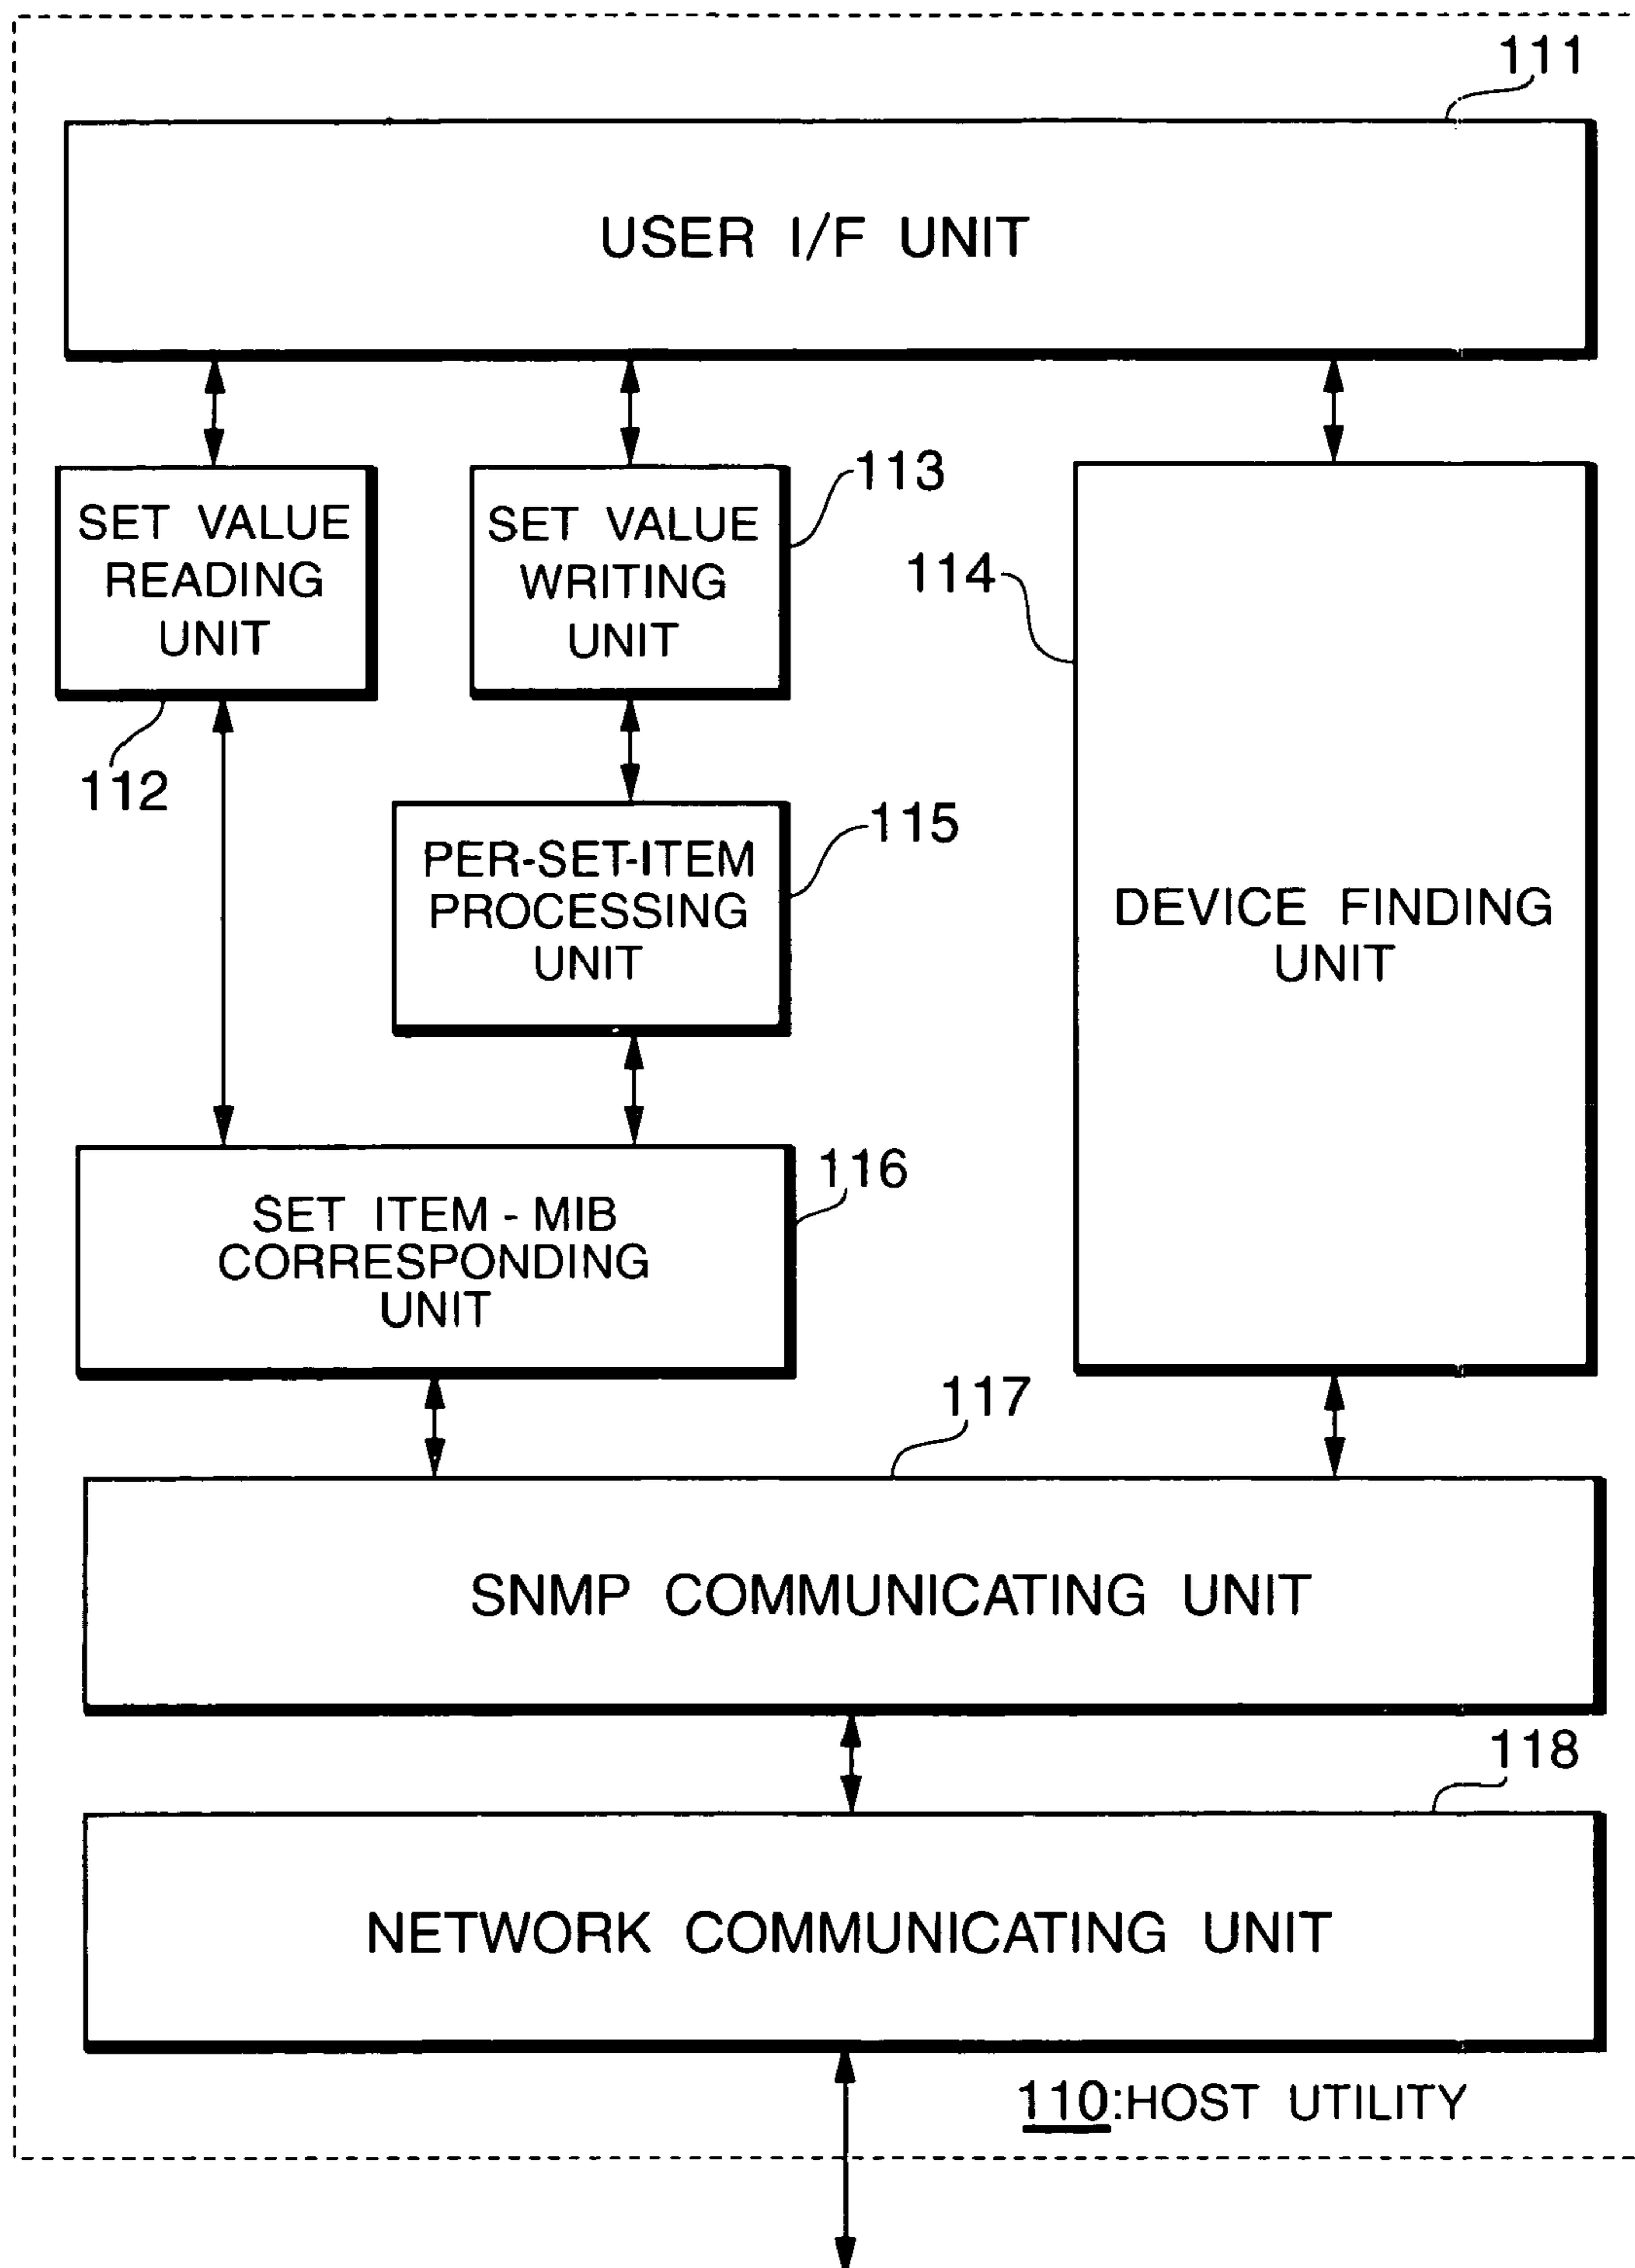 111
USER I/F UNIT
SET VALUE
READING
UNIT
112
SET VALUE
WRITING
UNIT
113
114
DEVICE FINDING
UNIT
PER-SET-ITEM
PROCESSING
UNIT
115
SET ITEM - MIB
CORRESPONDING
UNIT
116
117
SNMP COMMUNICATING UNIT
118
NETWORK COMMUNICATING UNIT
110:HOST UTILITY